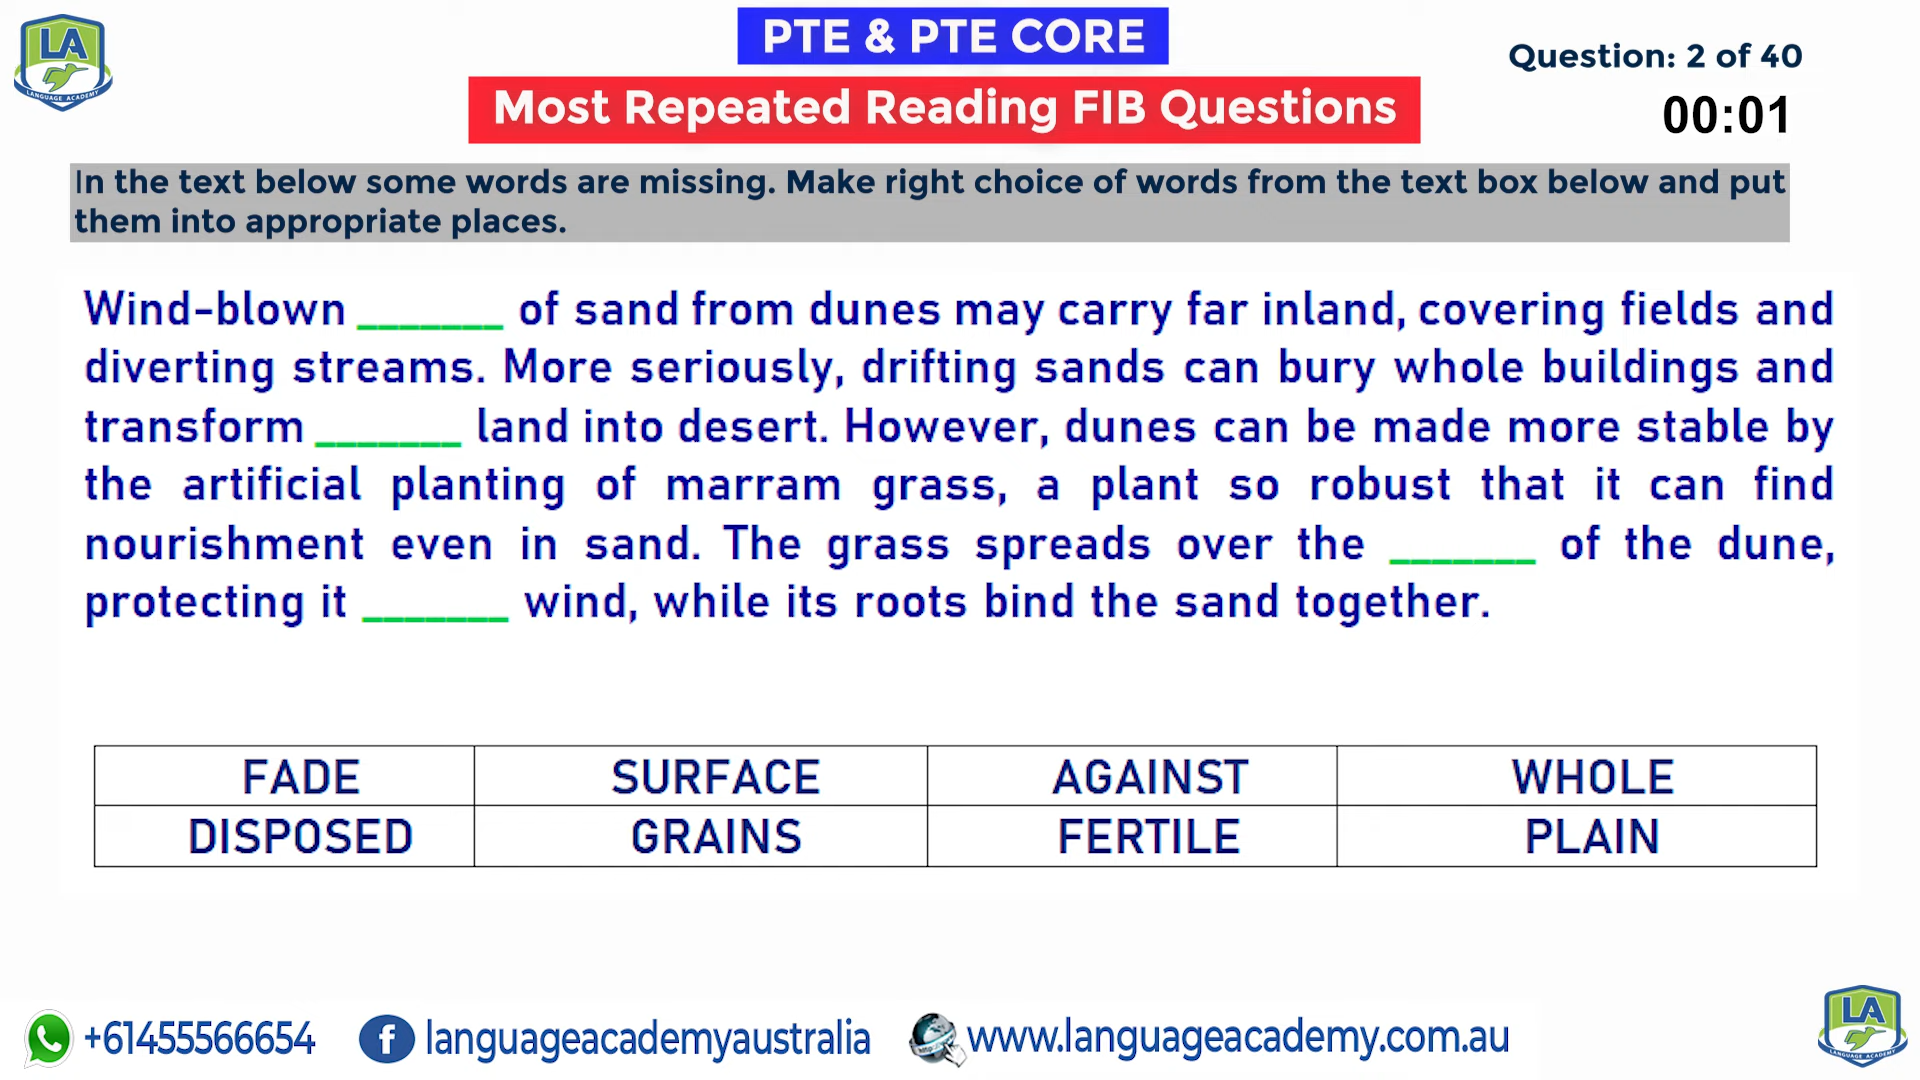 LA
LANGUAGE ACADEMY
PTE & PTE CORE
Most Repeated Reading FIB Questions
Question: 2 of 40
00:01
In the text below some words are missing. Make right choice of words from the text box below and put
them into appropriate places.
Wind-blown _______ of sand from dunes may carry far inland, covering fields and
diverting streams. More seriously, drifting sands can bury whole buildings and
transform _______ land into desert. However, dunes can be made more stable by
the artificial planting of marram grass, a plant so robust that it can find
nourishment even in sand. The grass spreads over the _______ of the dune,
protecting it _______ wind, while its roots bind the sand together.
FADE SURFACE AGAINST WHOLE
DISPOSED GRAINS FERTILE PLAIN
+61455566654 languageacademyaustralia www.languageacademy.com.au
LA
LANGUAGE ACADEMY